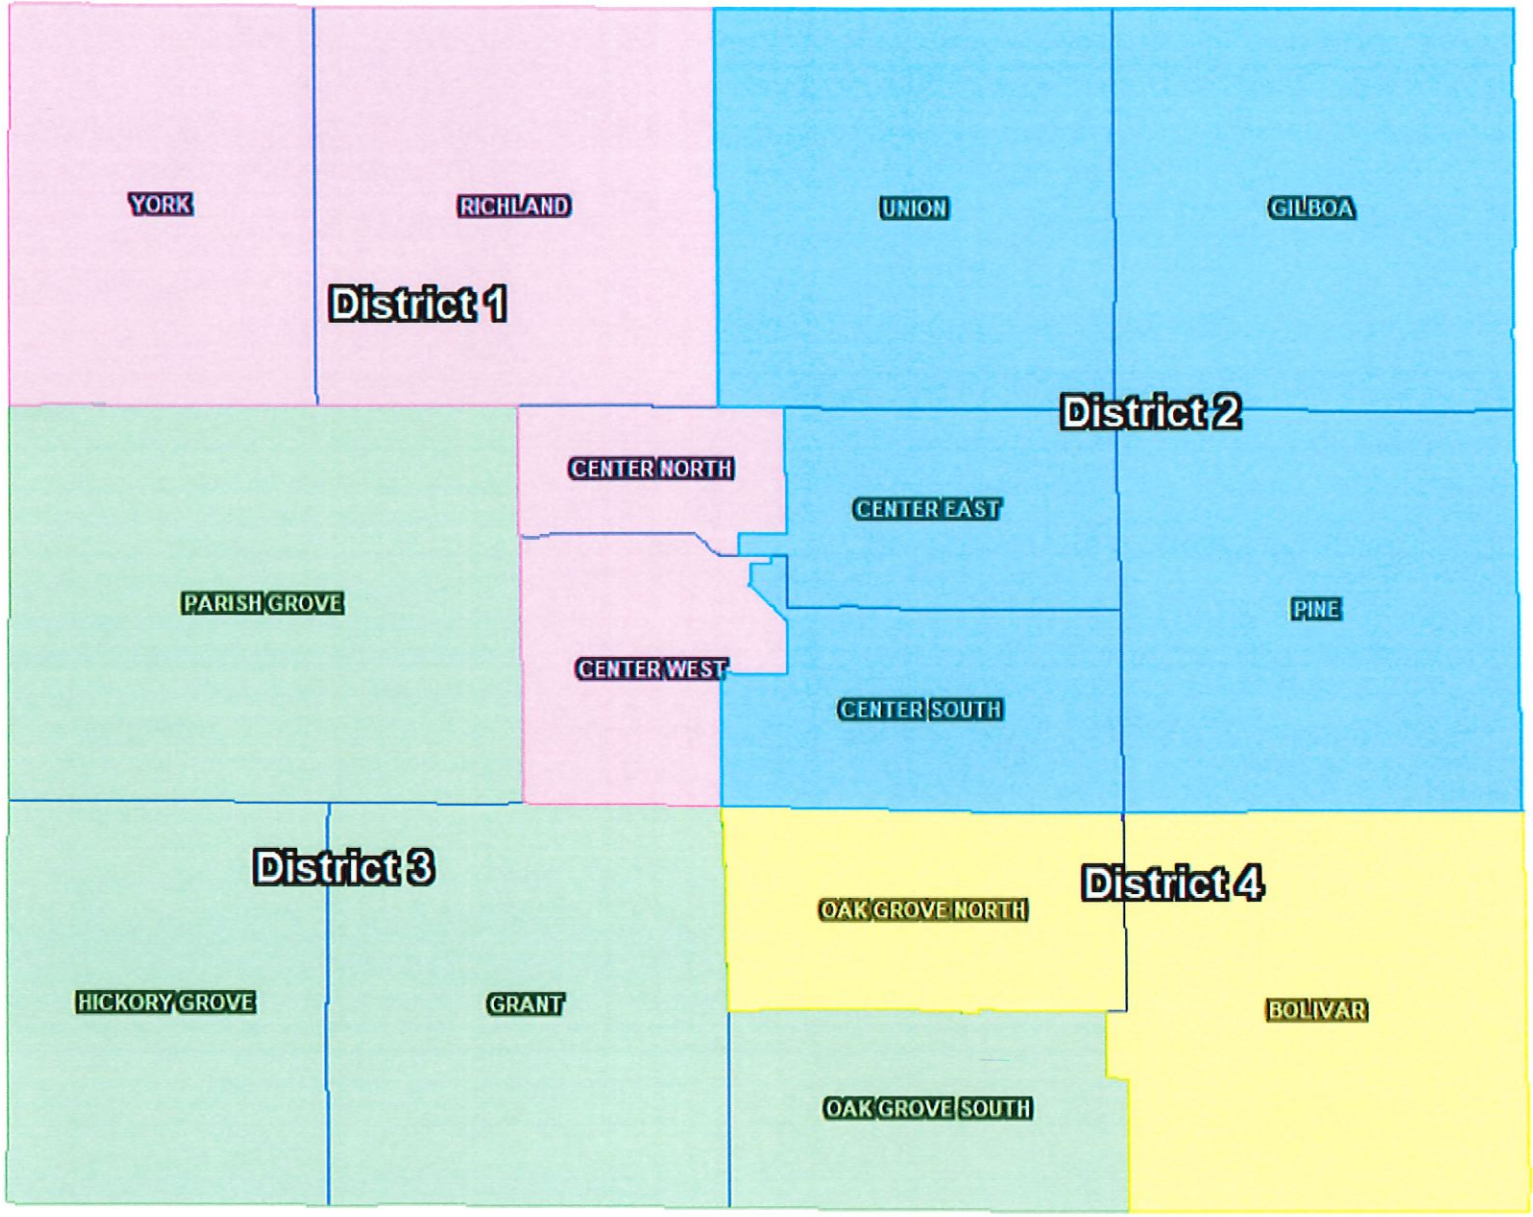 YORK
RICHLAND
UNION
GILBOA
District 1
District 2
CENTER NORTH
CENTER EAST
PARISH GROVE
PINE
CENTER WEST
CENTER SOUTH
District 3
District 4
OAK GROVE NORTH
HICKORY GROVE
GRANT
BOLIVAR
OAK GROVE SOUTH